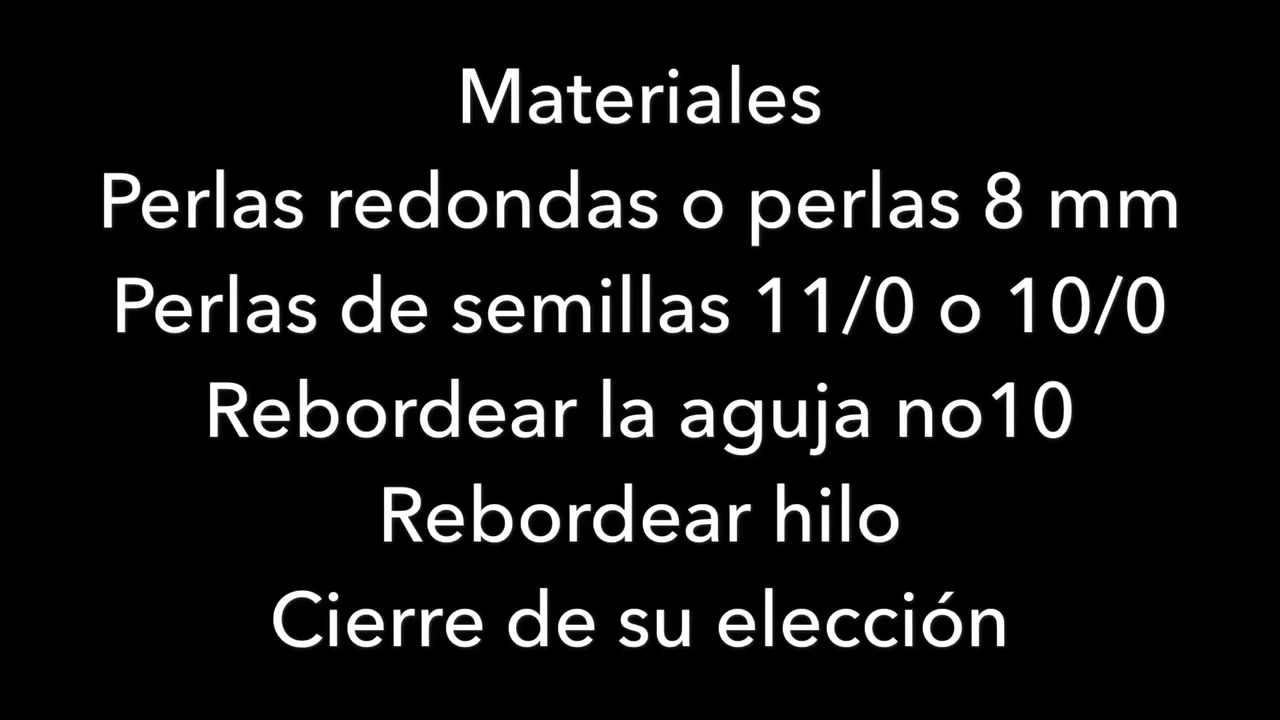 Materiales
Perlas redondas o perlas 8 mm
Perlas de semillas 11/0 o 10/0
Rebordear la aguja no10
Rebordear hilo
Cierre de su elección